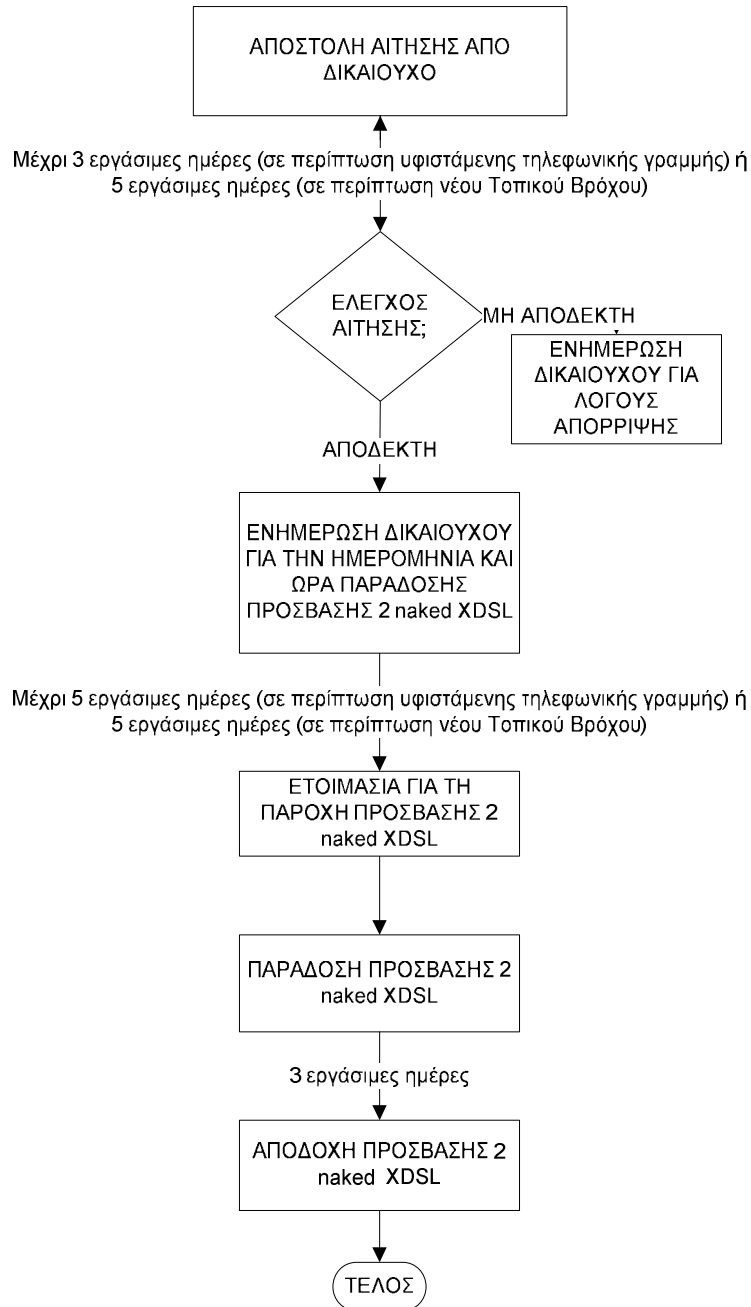 ΑΠΟΣΤΟΛΗ ΑΙΤΗΣΗΣ ΑΠΟ
ΔΙΚΑΙΟΥΧΟ
Μέχρι 3 εργάσιμες ημέρες (σε περίπτωση υφιστάμενης τηλεφωνικής γραμμής) ή
5 εργάσιμες ημέρες (σε περίπτωση νέου Τοπικού Βρόχου)
ΕΛΕΓΧΟΣ
ΑΙΤΗΣΗΣ;
ΜΗ ΑΠΟΔΕΚΤΗ
ΕΝΗΜΕΡΩΣΗ
ΔΙΚΑΙΟΥΧΟΥ ΓΙΑ
ΛΟΓΟΥΣ
ΑΠΟΡΡΙΨΗΣ
ΑΠΟΔΕΚΤΗ
ΕΝΗΜΕΡΩΣΗ ΔΙΚΑΙΟΥΧΟΥ
ΓΙΑ ΤΗΝ ΗΜΕΡΟΜΗΝΙΑ ΚΑΙ
ΩΡΑ ΠΑΡΑΔΟΣΗΣ
ΠΡΟΣΒΑΣΗΣ 2 naked XDSL
Μέχρι 5 εργάσιμες ημέρες (σε περίπτωση υφιστάμενης τηλεφωνικής γραμμής) ή
5 εργάσιμες ημέρες (σε περίπτωση νέου Τοπικού Βρόχου)
ΕΤΟΙΜΑΣΙΑ ΓΙΑ ΤΗ
ΠΑΡΟΧΗ ΠΡΟΣΒΑΣΗΣ 2
naked XDSL
ΠΑΡΑΔΟΣΗ ΠΡΟΣΒΑΣΗΣ 2
naked XDSL
3 εργάσιμες ημέρες
ΑΠΟΔΟΧΗ ΠΡΟΣΒΑΣΗΣ 2
naked XDSL
ΤΕΛΟΣ